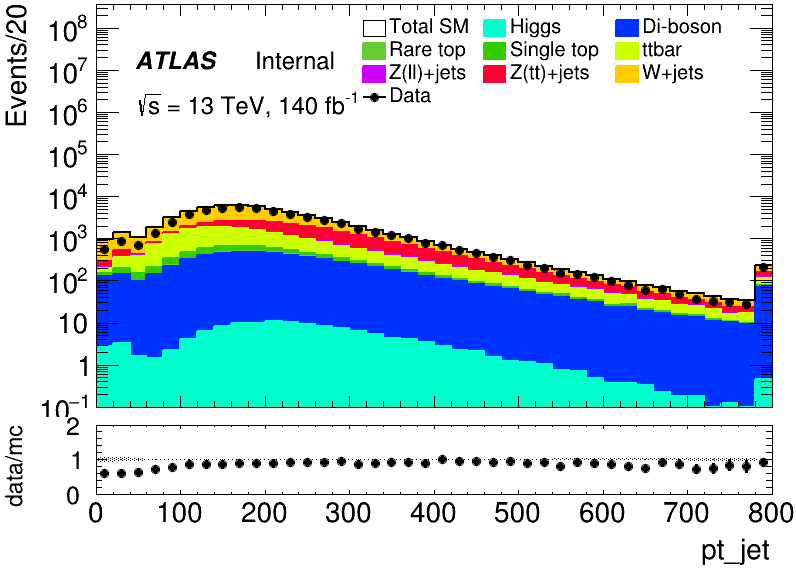 Events/20
10⁸
10⁷
10⁶
10⁵
10⁴
10³
10²
10
1
10⁻¹
ATLAS Internal
√s = 13 TeV, 140 fb⁻¹
Total SM Higgs Di-boson
Rare top Single top ttbar
Z(ll)+jets Z(tt)+jets W+jets
Data
data/mc
2
1
0
0 100 200 300 400 500 600 700 800
pt_jet